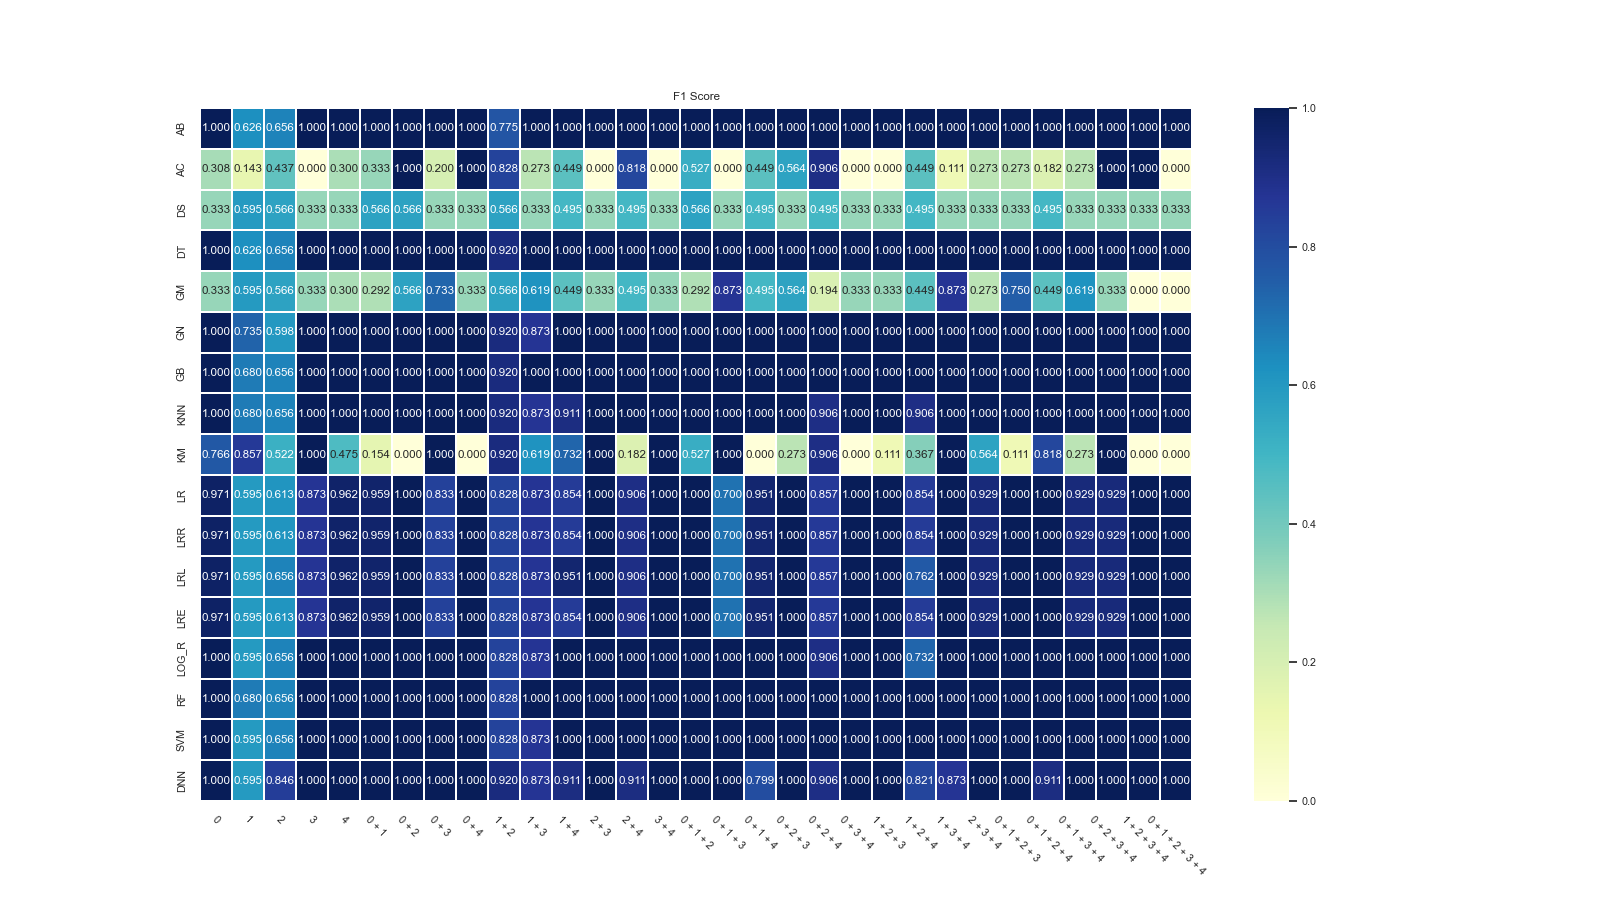 F1 Score
AB 1.000 0.626 0.656 1.000 1.000 1.000 1.000 1.000 1.000 0.775 1.000 1.000 1.000 1.000 1.000 1.000 1.000 1.000 1.000 1.000 1.000 1.000 1.000 1.000 1.000 1.000 1.000 1.000 1.000 1.000 1.000
AC 0.308 0.143 0.437 0.000 0.300 0.333 1.000 0.200 1.000 0.828 0.273 0.449 0.000 0.818 0.000 0.527 0.000 0.449 0.564 0.906 0.000 0.000 0.449 0.111 0.273 0.273 0.182 0.273 1.000 1.000 0.000
DS 0.333 0.595 0.566 0.333 0.333 0.566 0.566 0.333 0.333 0.566 0.333 0.495 0.333 0.495 0.333 0.566 0.333 0.495 0.333 0.495 0.333 0.333 0.495 0.333 0.333 0.333 0.495 0.333 0.333 0.333 0.333
DT 1.000 0.626 0.656 1.000 1.000 1.000 1.000 1.000 1.000 0.920 1.000 1.000 1.000 1.000 1.000 1.000 1.000 1.000 1.000 1.000 1.000 1.000 1.000 1.000 1.000 1.000 1.000 1.000 1.000 1.000 1.000
GM 0.333 0.595 0.566 0.333 0.300 0.292 0.566 0.733 0.333 0.566 0.619 0.449 0.333 0.495 0.333 0.292 0.873 0.495 0.564 0.194 0.333 0.333 0.449 0.873 0.273 0.750 0.449 0.619 0.333 0.000 0.000
GN 1.000 0.735 0.598 1.000 1.000 1.000 1.000 1.000 1.000 0.920 0.873 1.000 1.000 1.000 1.000 1.000 1.000 1.000 1.000 1.000 1.000 1.000 1.000 1.000 1.000 1.000 1.000 1.000 1.000 1.000 1.000
GB 1.000 0.680 0.656 1.000 1.000 1.000 1.000 1.000 1.000 0.920 1.000 1.000 1.000 1.000 1.000 1.000 1.000 1.000 1.000 1.000 1.000 1.000 1.000 1.000 1.000 1.000 1.000 1.000 1.000 1.000 1.000
KNN 1.000 0.680 0.656 1.000 1.000 1.000 1.000 1.000 1.000 0.920 0.873 0.911 1.000 1.000 1.000 1.000 1.000 1.000 1.000 0.906 1.000 1.000 0.906 1.000 1.000 1.000 1.000 1.000 1.000 1.000 1.000
KM 0.766 0.857 0.522 1.000 0.475 0.154 0.000 1.000 0.000 0.920 0.619 0.732 1.000 0.182 1.000 0.527 1.000 0.000 0.273 0.906 0.000 0.111 0.367 1.000 0.564 0.111 0.818 0.273 1.000 0.000 0.000
LR 0.971 0.595 0.613 0.873 0.962 0.959 1.000 0.833 1.000 0.828 0.873 0.854 1.000 0.906 1.000 1.000 0.700 0.951 1.000 0.857 1.000 1.000 0.854 1.000 0.929 1.000 1.000 0.929 0.929 1.000 1.000
LRR 0.971 0.595 0.613 0.873 0.962 0.959 1.000 0.833 1.000 0.828 0.873 0.854 1.000 0.906 1.000 1.000 0.700 0.951 1.000 0.857 1.000 1.000 0.854 1.000 0.929 1.000 1.000 0.929 0.929 1.000 1.000
LRL 0.971 0.595 0.656 0.873 0.962 0.959 1.000 0.833 1.000 0.828 0.873 0.951 1.000 0.906 1.000 1.000 0.700 0.951 1.000 0.857 1.000 1.000 0.762 1.000 0.929 1.000 1.000 0.929 0.929 1.000 1.000
LRE 0.971 0.595 0.613 0.873 0.962 0.959 1.000 0.833 1.000 0.828 0.873 0.854 1.000 0.906 1.000 1.000 0.700 0.951 1.000 0.857 1.000 1.000 0.854 1.000 0.929 1.000 1.000 0.929 0.929 1.000 1.000
LOG_R 1.000 0.595 0.656 1.000 1.000 1.000 1.000 1.000 1.000 0.828 0.873 1.000 1.000 1.000 1.000 1.000 1.000 1.000 1.000 0.906 1.000 1.000 0.732 1.000 1.000 1.000 1.000 1.000 1.000 1.000 1.000
RF 1.000 0.680 0.656 1.000 1.000 1.000 1.000 1.000 1.000 0.828 1.000 1.000 1.000 1.000 1.000 1.000 1.000 1.000 1.000 1.000 1.000 1.000 1.000 1.000 1.000 1.000 1.000 1.000 1.000 1.000 1.000
SVM 1.000 0.595 0.656 1.000 1.000 1.000 1.000 1.000 1.000 0.828 0.873 1.000 1.000 1.000 1.000 1.000 1.000 1.000 1.000 1.000 1.000 1.000 1.000 1.000 1.000 1.000 1.000 1.000 1.000 1.000 1.000
DNN 1.000 0.595 0.846 1.000 1.000 1.000 1.000 1.000 1.000 0.920 0.873 0.911 1.000 0.911 1.000 1.000 1.000 0.799 1.000 0.906 1.000 1.000 0.821 0.873 1.000 1.000 0.911 1.000 1.000 1.000 1.000
0
1
2
3
4
0 + 1
0 + 2
0 + 3
0 + 4
1 + 2
1 + 3
1 + 4
2 + 3
2 + 4
3 + 4
0 + 1 + 2
0 + 1 + 3
0 + 1 + 4
0 + 2 + 3
0 + 2 + 4
0 + 3 + 4
1 + 2 + 3
1 + 2 + 4
1 + 3 + 4
2 + 3 + 4
0 + 1 + 2 + 3
0 + 1 + 2 + 4
0 + 1 + 3 + 4
0 + 2 + 3 + 4
1 + 2 + 3 + 4
0 + 1 + 2 + 3 + 4
1.0
0.8
0.6
0.4
0.2
0.0